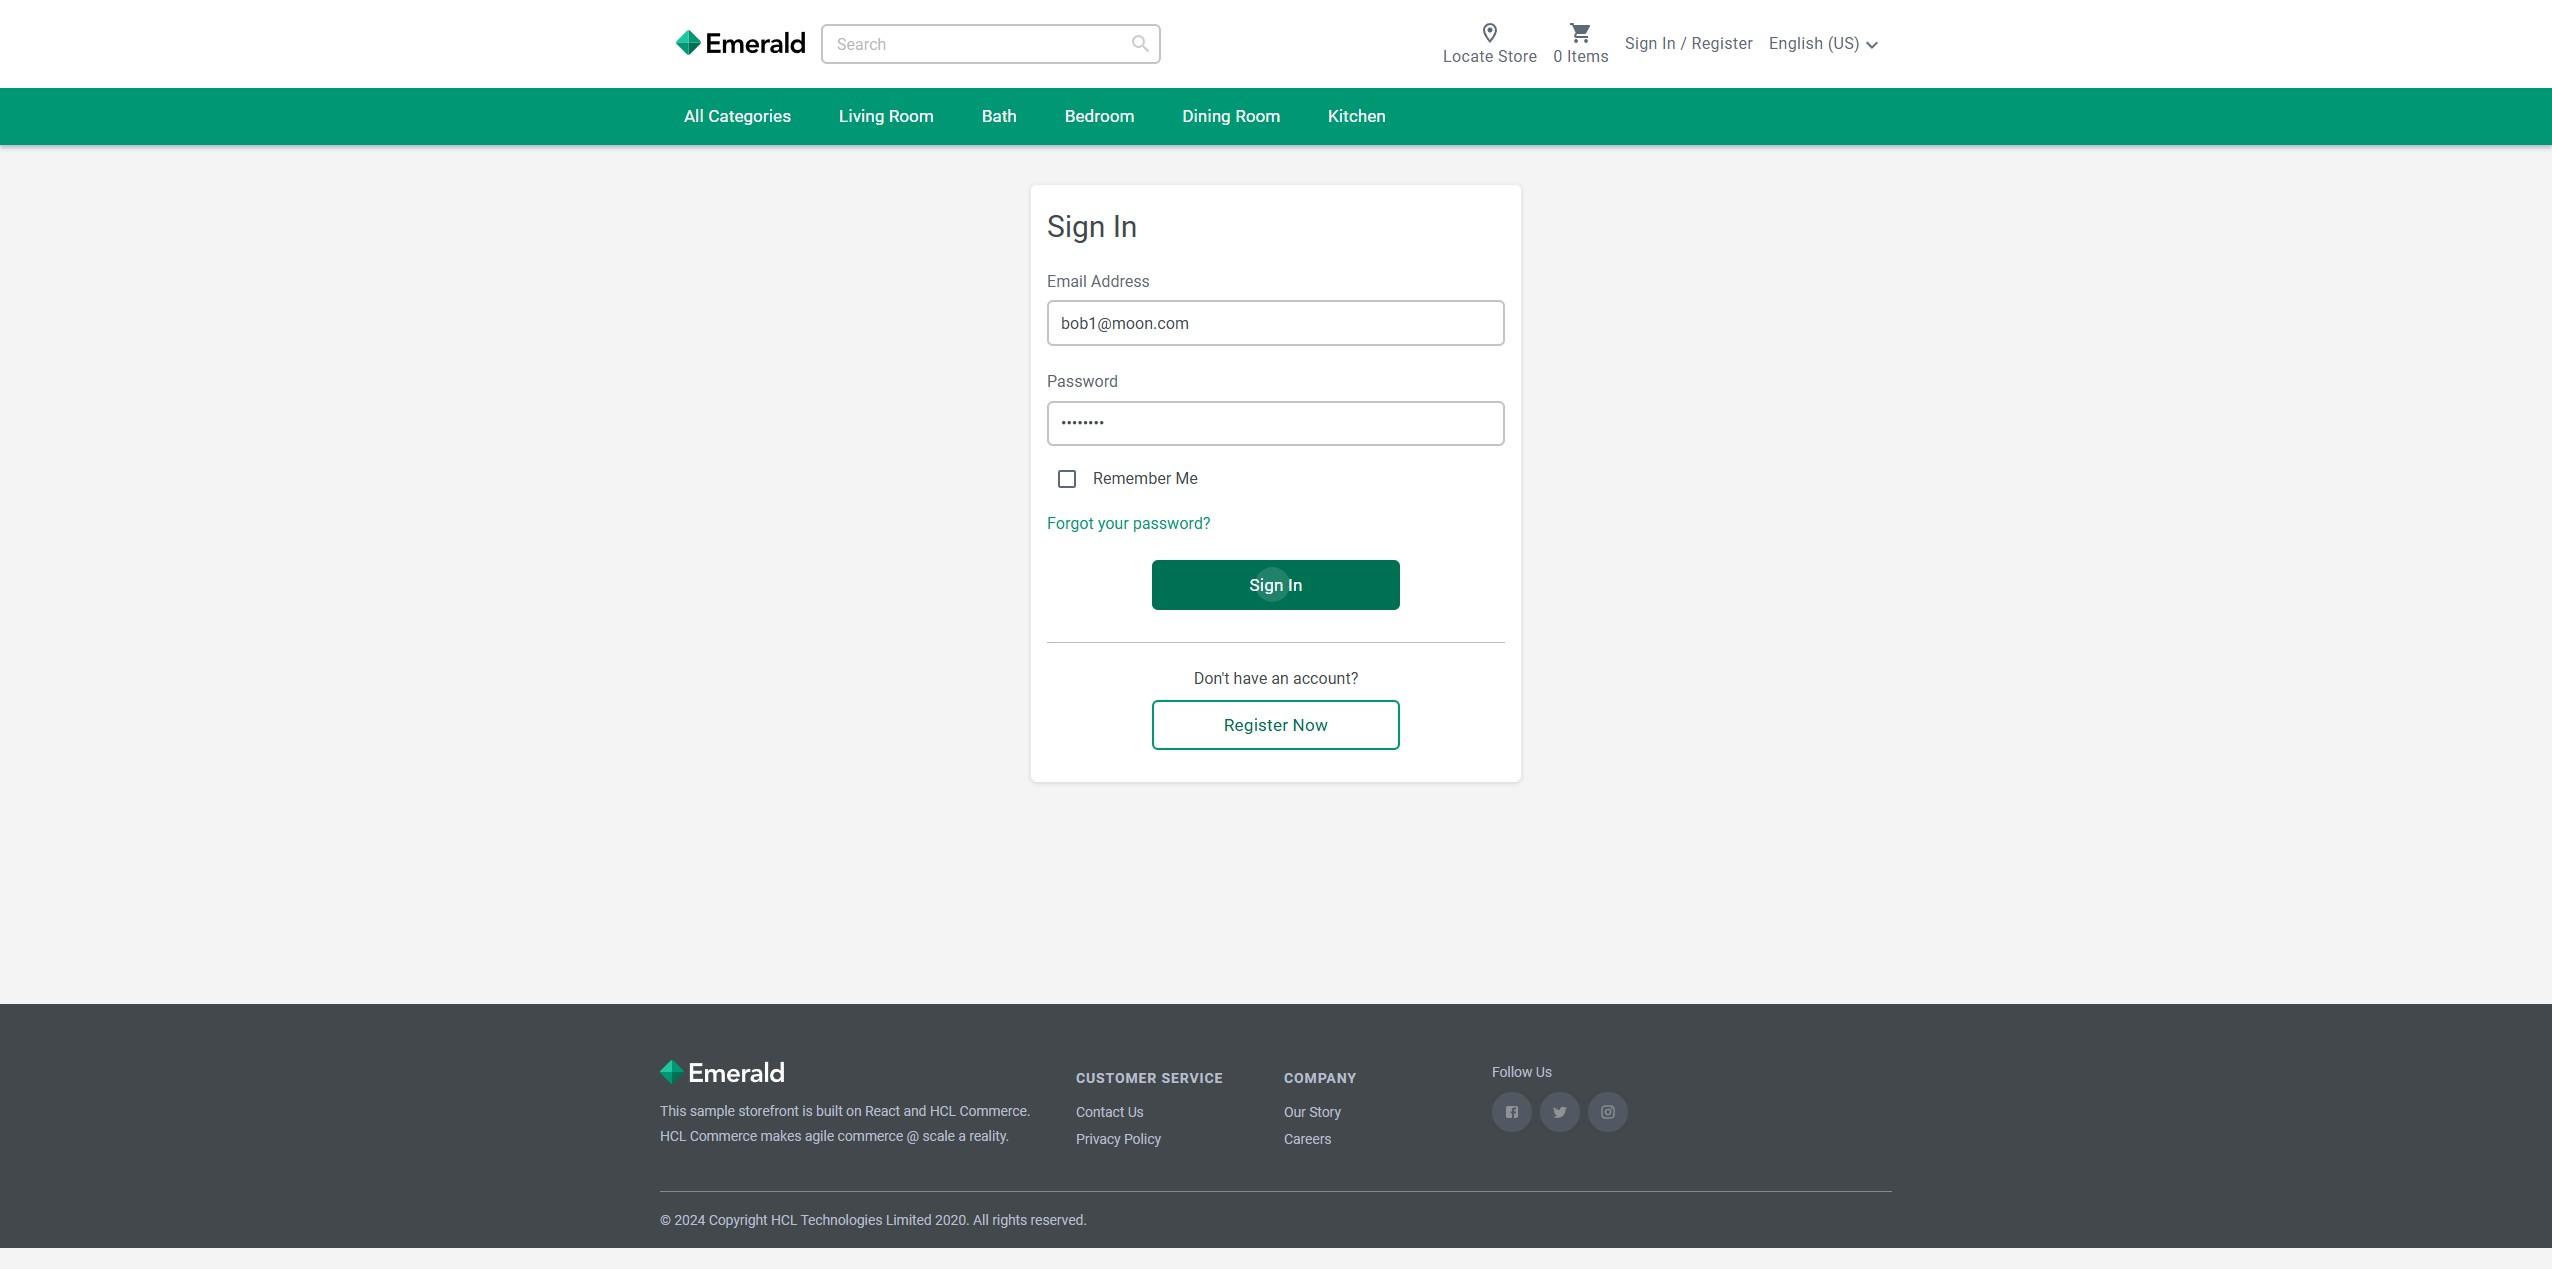 Emerald
Search
Locate Store
0 Items
Sign In / Register
English (US)
All Categories
Living Room
Bath
Bedroom
Dining Room
Kitchen
Sign In
Email Address
bob1@moon.com
Password
••••••••
Remember Me
Forgot your password?
Sign In
Don't have an account?
Register Now
Emerald
This sample storefront is built on React and HCL Commerce.
HCL Commerce makes agile commerce @ scale a reality.
CUSTOMER SERVICE
Contact Us
Privacy Policy
COMPANY
Our Story
Careers
Follow Us
© 2024 Copyright HCL Technologies Limited 2020. All rights reserved.